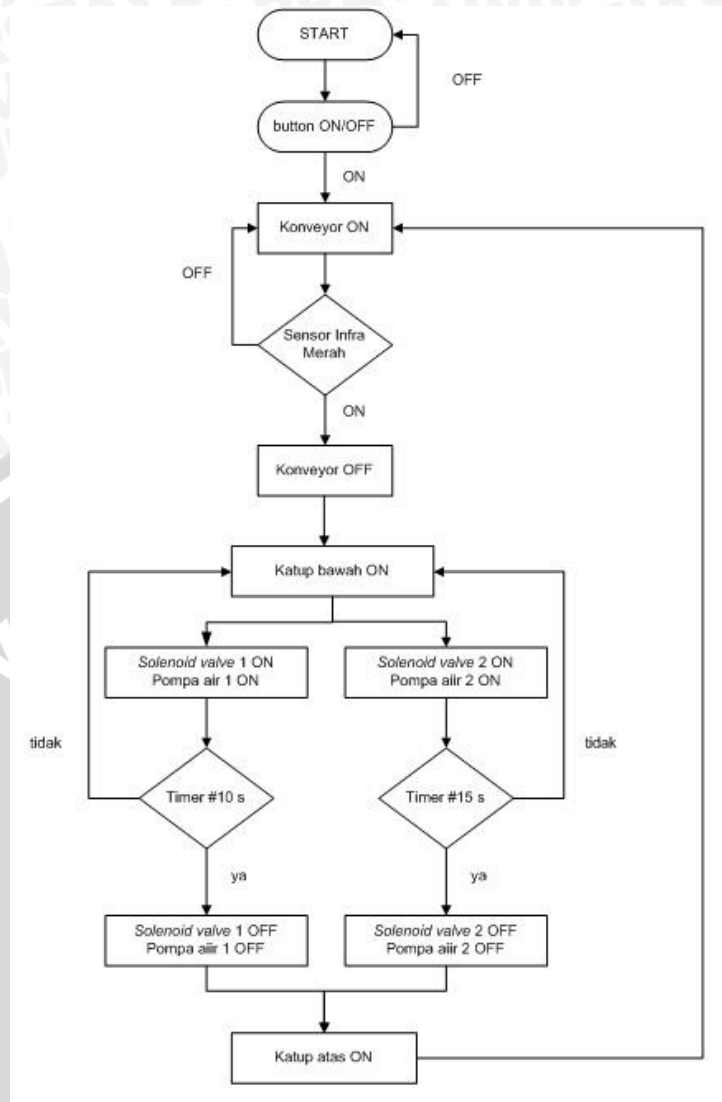 START
OFF
button ON/OFF
ON
Konveyor ON
OFF
Sensor Infra
Merah
ON
Konveyor OFF
Katup bawah ON
Solenoid valve 1 ON
Pompa air 1 ON
Solenoid valve 2 ON
Pompa aiir 2 ON
tidak
tidak
Timer #10 s
Timer #15 s
ya
ya
Solenoid valve 1 OFF
Pompa aiir 1 OFF
Solenoid valve 2 OFF
Pompa aiir 2 OFF
Katup atas ON